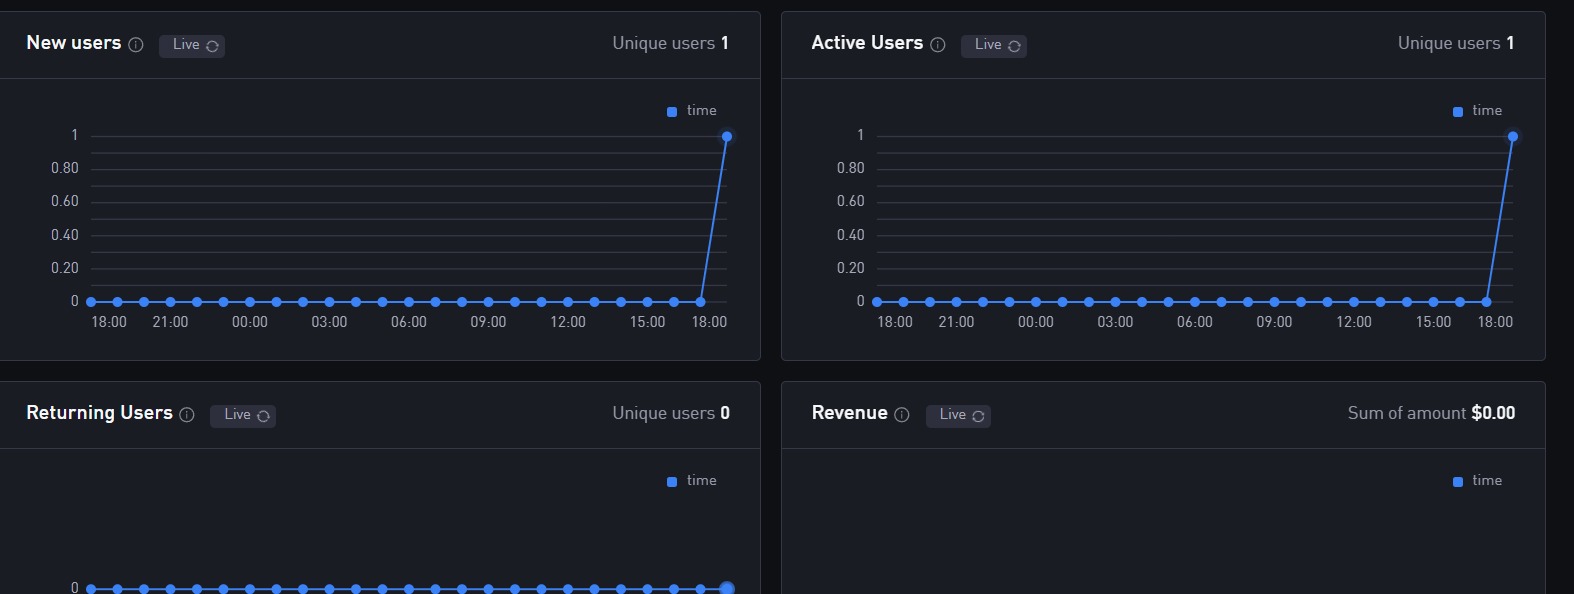 New users Live Unique users 1
time
1
0.80
0.60
0.40
0.20
0
18:00 21:00 00:00 03:00 06:00 09:00 12:00 15:00 18:00
Active Users Live Unique users 1
time
1
0.80
0.60
0.40
0.20
0
18:00 21:00 00:00 03:00 06:00 09:00 12:00 15:00 18:00
Returning Users Live Unique users 0
time
0
Revenue Live Sum of amount $0.00
time